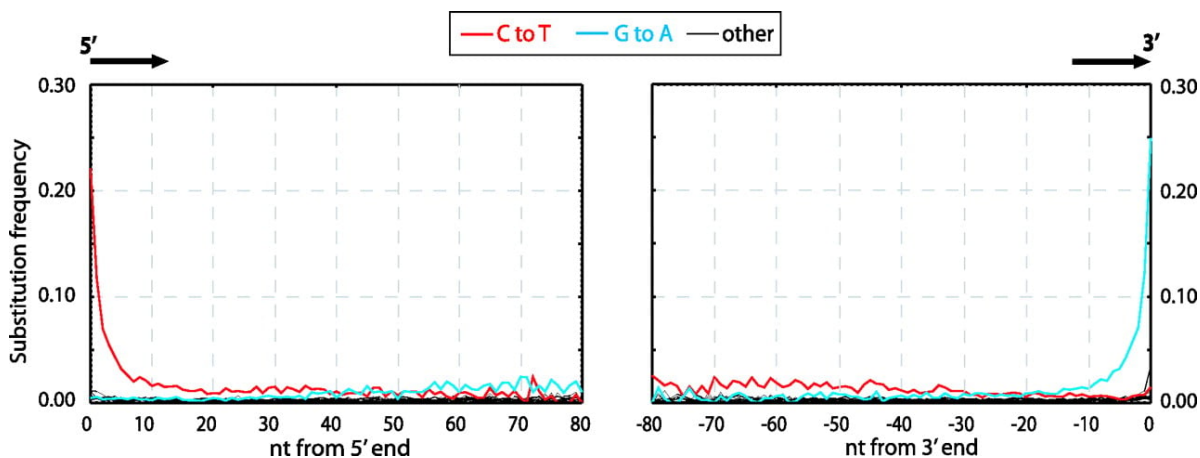 C to T G to A other
5' 3'
0.30 0.30
0.20 0.20
0.10 0.10
0.00 0.00
Substitution frequency
0 10 20 30 40 50 60 70 80 -80 -70 -60 -50 -40 -30 -20 -10 0
nt from 5' end nt from 3' end